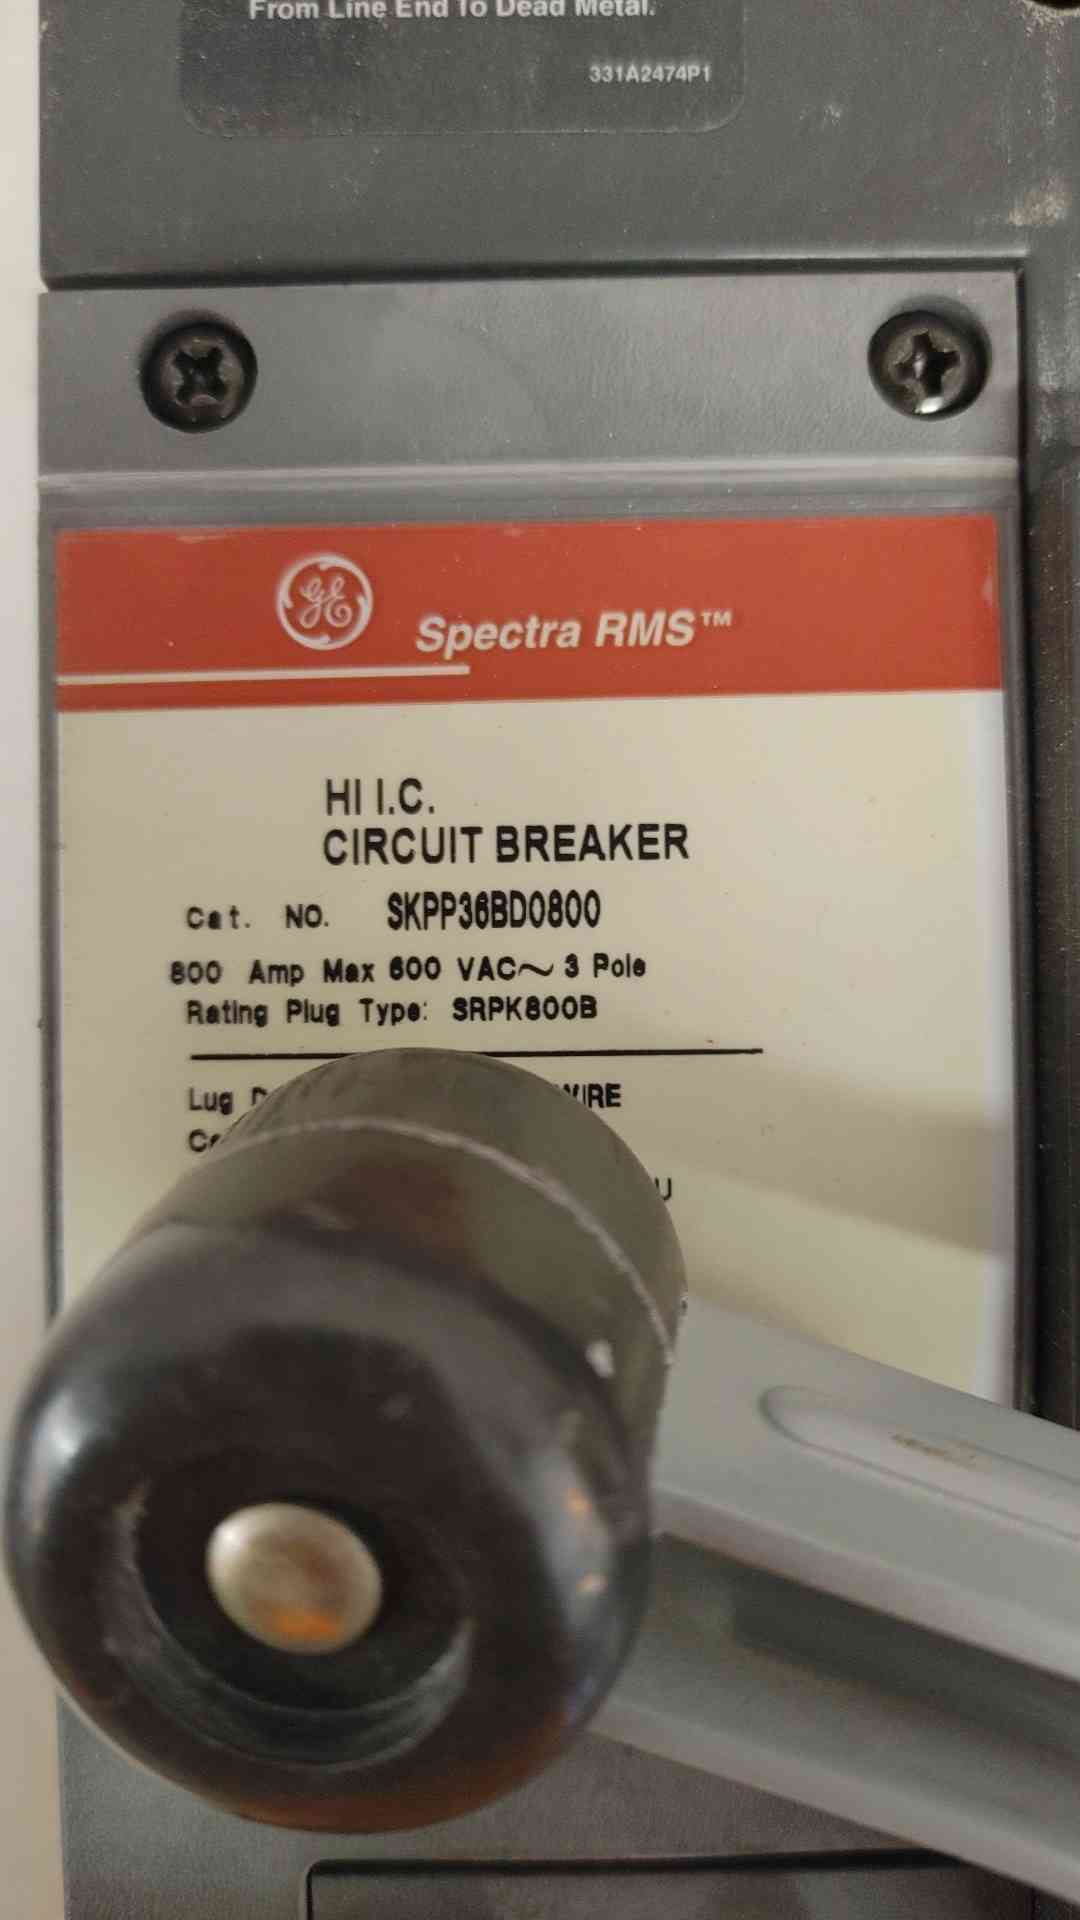 From Line End To Dead Metal.
331A2474P1
GE Spectra RMS™
HI I.C.
CIRCUIT BREAKER
Cat. NO. SKPP36BD0800
800 Amp Max 600 VAC~ 3 Pole
Rating Plug Type: SRPK800B
Lug